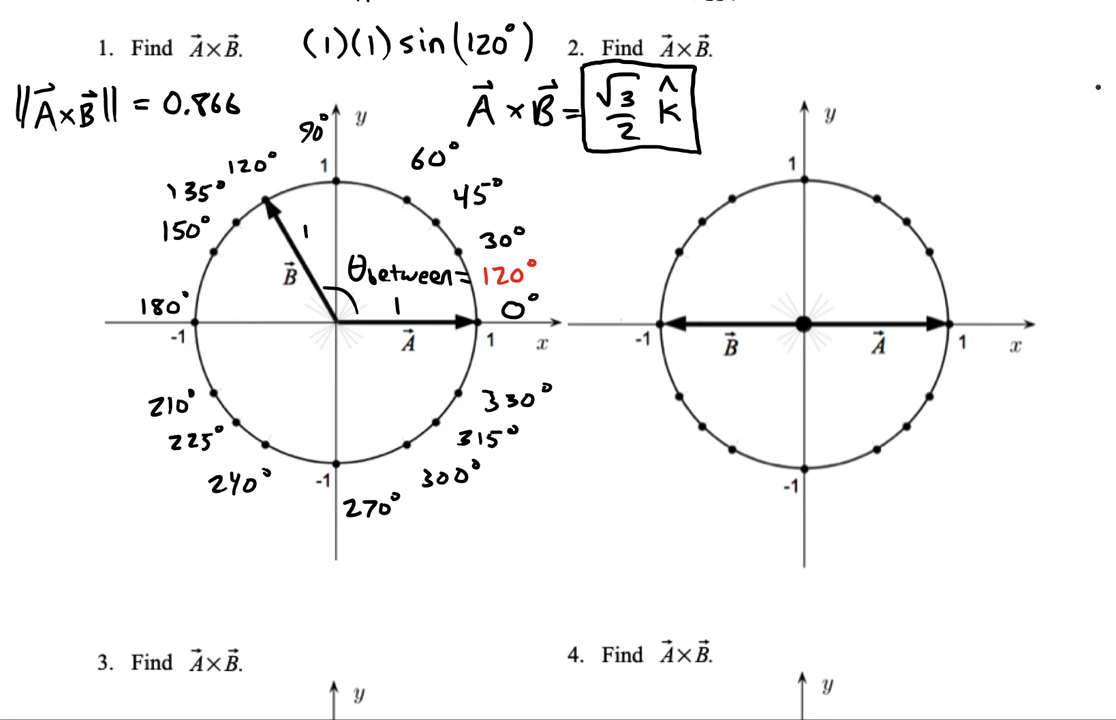 1. Find A⃗×B⃗.
(1)(1) sin(120°)
2. Find A⃗×B⃗.
||A⃗×B⃗|| = 0.866
A⃗×B⃗ = √3/2 k̂
90°
y
y
120°
1
60°
1
135°
45°
150°
1
30°
B⃗
θbetween = 120°
180°
1
0°
-1
A⃗
1
x
-1
B⃗
A⃗
1
x
210°
330°
225°
315°
240°
-1
300°
-1
270°
3. Find A⃗×B⃗.
4. Find A⃗×B⃗.
y
y